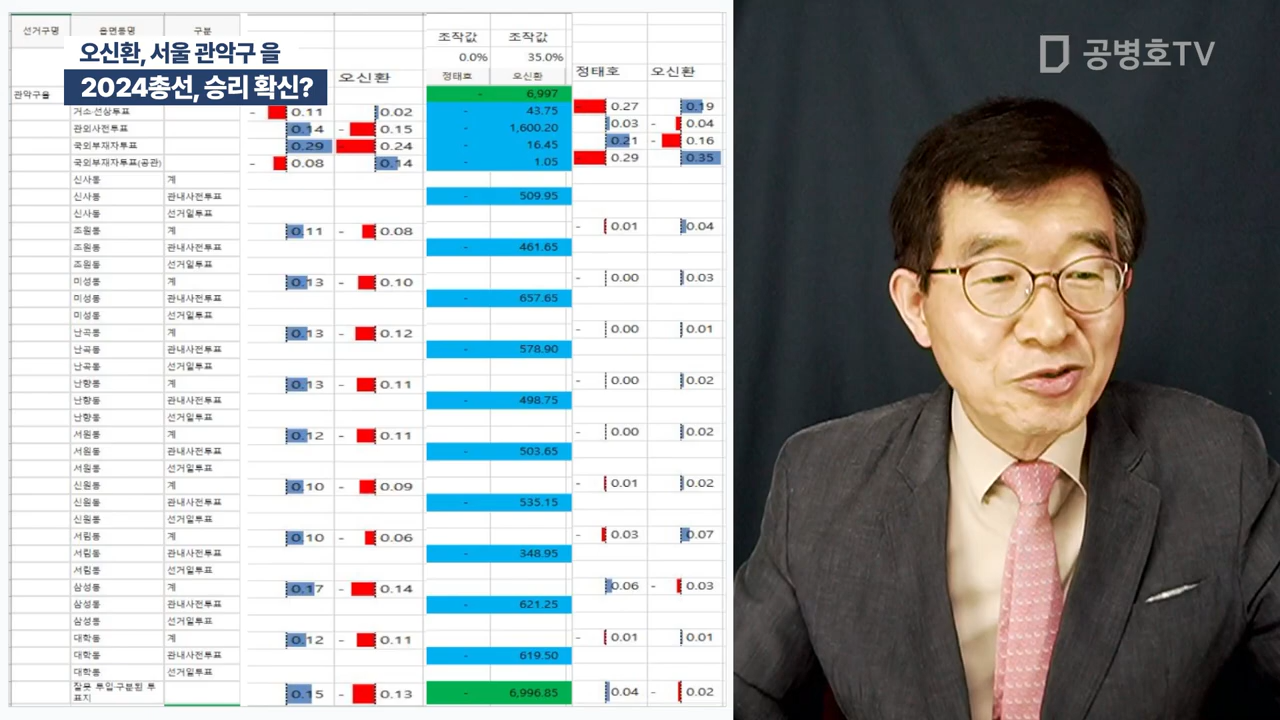 선거구명 읍면동명 구분
오신환, 서울 관악구 을
2024총선, 승리 확신?
공병호TV
조작값 조작값
0.0% 35.0%
오신환 정태호 오신환 정태호 오신환
관악구을 - 6,997
거소·선상투표 - 0.11 0.02 - 43.75 - 0.27 0.19
관외사전투표 0.14 - 0.15 - 1,600.20 0.03 - 0.04
국외부재자투표 0.29 - 0.24 - 16.45 0.21 - 0.16
국외부재자투표(공관) - 0.08 0.14 - 1.05 - 0.29 0.35
신사동 계
신사동 관내사전투표 - 509.95
신사동 선거일투표
조원동 계 0.11 - 0.08 - 0.01 0.04
조원동 관내사전투표 - 461.65
조원동 선거일투표
미성동 계 0.13 - 0.10 - 0.00 0.03
미성동 관내사전투표 - 657.65
미성동 선거일투표
난곡동 계 0.13 - 0.12 - 0.00 0.01
난곡동 관내사전투표 - 578.90
난곡동 선거일투표
난향동 계 0.13 - 0.11 - 0.00 0.02
난향동 관내사전투표 - 498.75
난향동 선거일투표
서원동 계 0.12 - 0.11 - 0.00 0.02
서원동 관내사전투표 - 503.65
서원동 선거일투표
신원동 계 0.10 - 0.09 - 0.01 0.02
신원동 관내사전투표 - 535.15
신원동 선거일투표
서림동 계 0.10 - 0.06 - 0.03 0.07
서림동 관내사전투표 - 348.95
서림동 선거일투표
삼성동 계 0.17 - 0.14 0.06 - 0.03
삼성동 관내사전투표 - 621.25
삼성동 선거일투표
대학동 계 0.12 - 0.11 - 0.01 0.01
대학동 관내사전투표 - 619.50
대학동 선거일투표
잘못 투입·구분된 투
표지 0.15 - 0.13 - 6,996.85 0.04 - 0.02